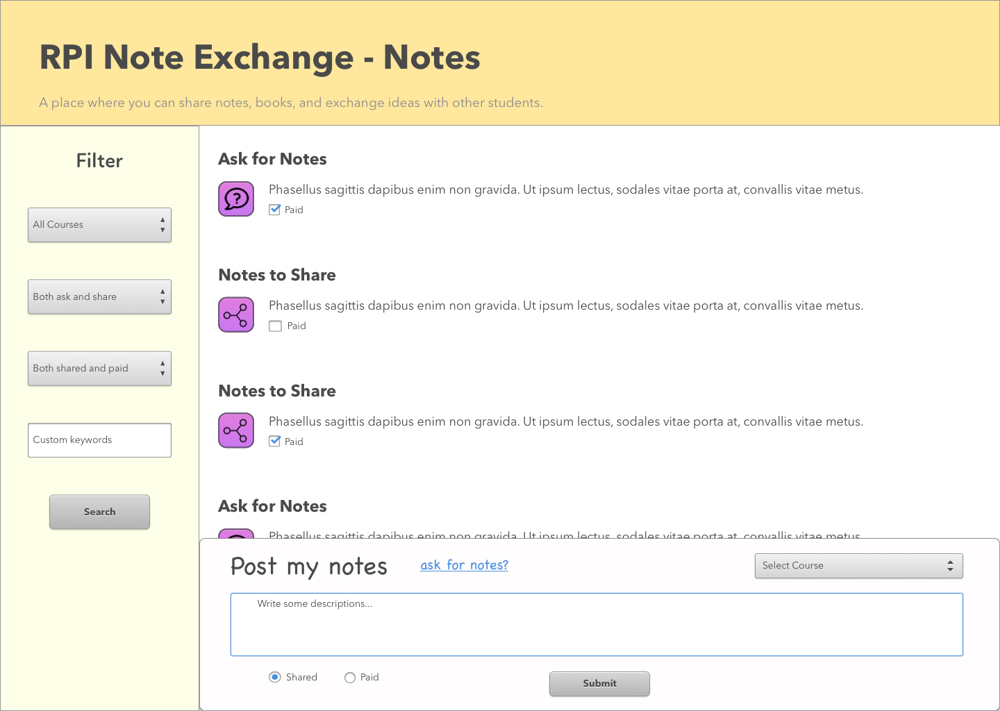 RPI Note Exchange - Notes
A place where you can share notes, books, and exchange ideas with other students.
Filter
All Courses
Both ask and share
Both shared and paid
Custom keywords
Search
Ask for Notes
Phasellus sagittis dapibus enim non gravida. Ut ipsum lectus, sodales vitae porta at, convallis vitae metus.
Paid
Notes to Share
Phasellus sagittis dapibus enim non gravida. Ut ipsum lectus, sodales vitae porta at, convallis vitae metus.
Paid
Notes to Share
Phasellus sagittis dapibus enim non gravida. Ut ipsum lectus, sodales vitae porta at, convallis vitae metus.
Paid
Ask for Notes
Phasellus sagittis dapibus enim non gravida. Ut ipsum lectus, sodales vitae porta at, convallis vitae metus.
Post my notes
ask for notes?
Select Course
Write some descriptions...
Shared
Paid
Submit